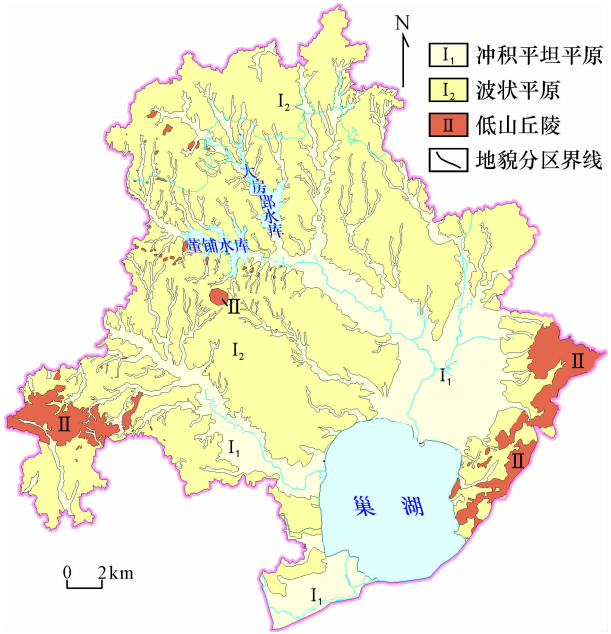 N
I₁ 冲积平坦平原
I₂ 波状平原
II 低山丘陵
地貌分区界线
I₂
大房郢水库
董铺水库
II
I₂
I₁
II
II
I₁
II
巢湖
0 2km
I₁